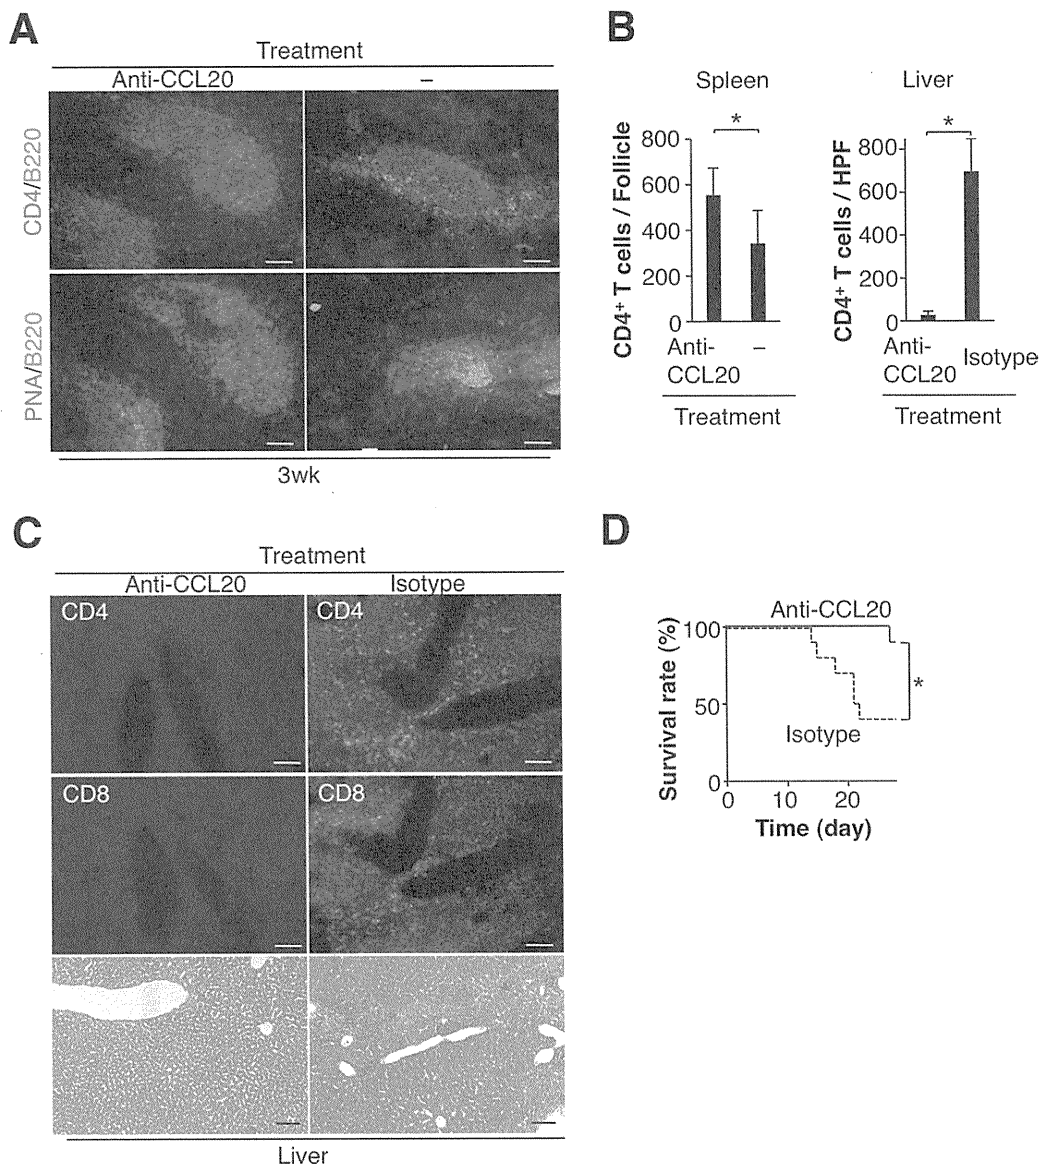 A
Treatment
Anti-CCL20
–
CD4/B220
PNA/B220
3wk
B
Spleen
CD4+ T cells / Follicle
800
600
400
200
0
*
Anti-
CCL20
–
Treatment
Liver
CD4+ T cells / HPF
800
600
400
200
0
*
Anti-
CCL20
Isotype
Treatment
C
Treatment
Anti-CCL20
Isotype
CD4
CD4
CD8
CD8
Liver
D
Anti-CCL20
Survival rate (%)
100
50
0
*
Isotype
0
10
20
Time (day)